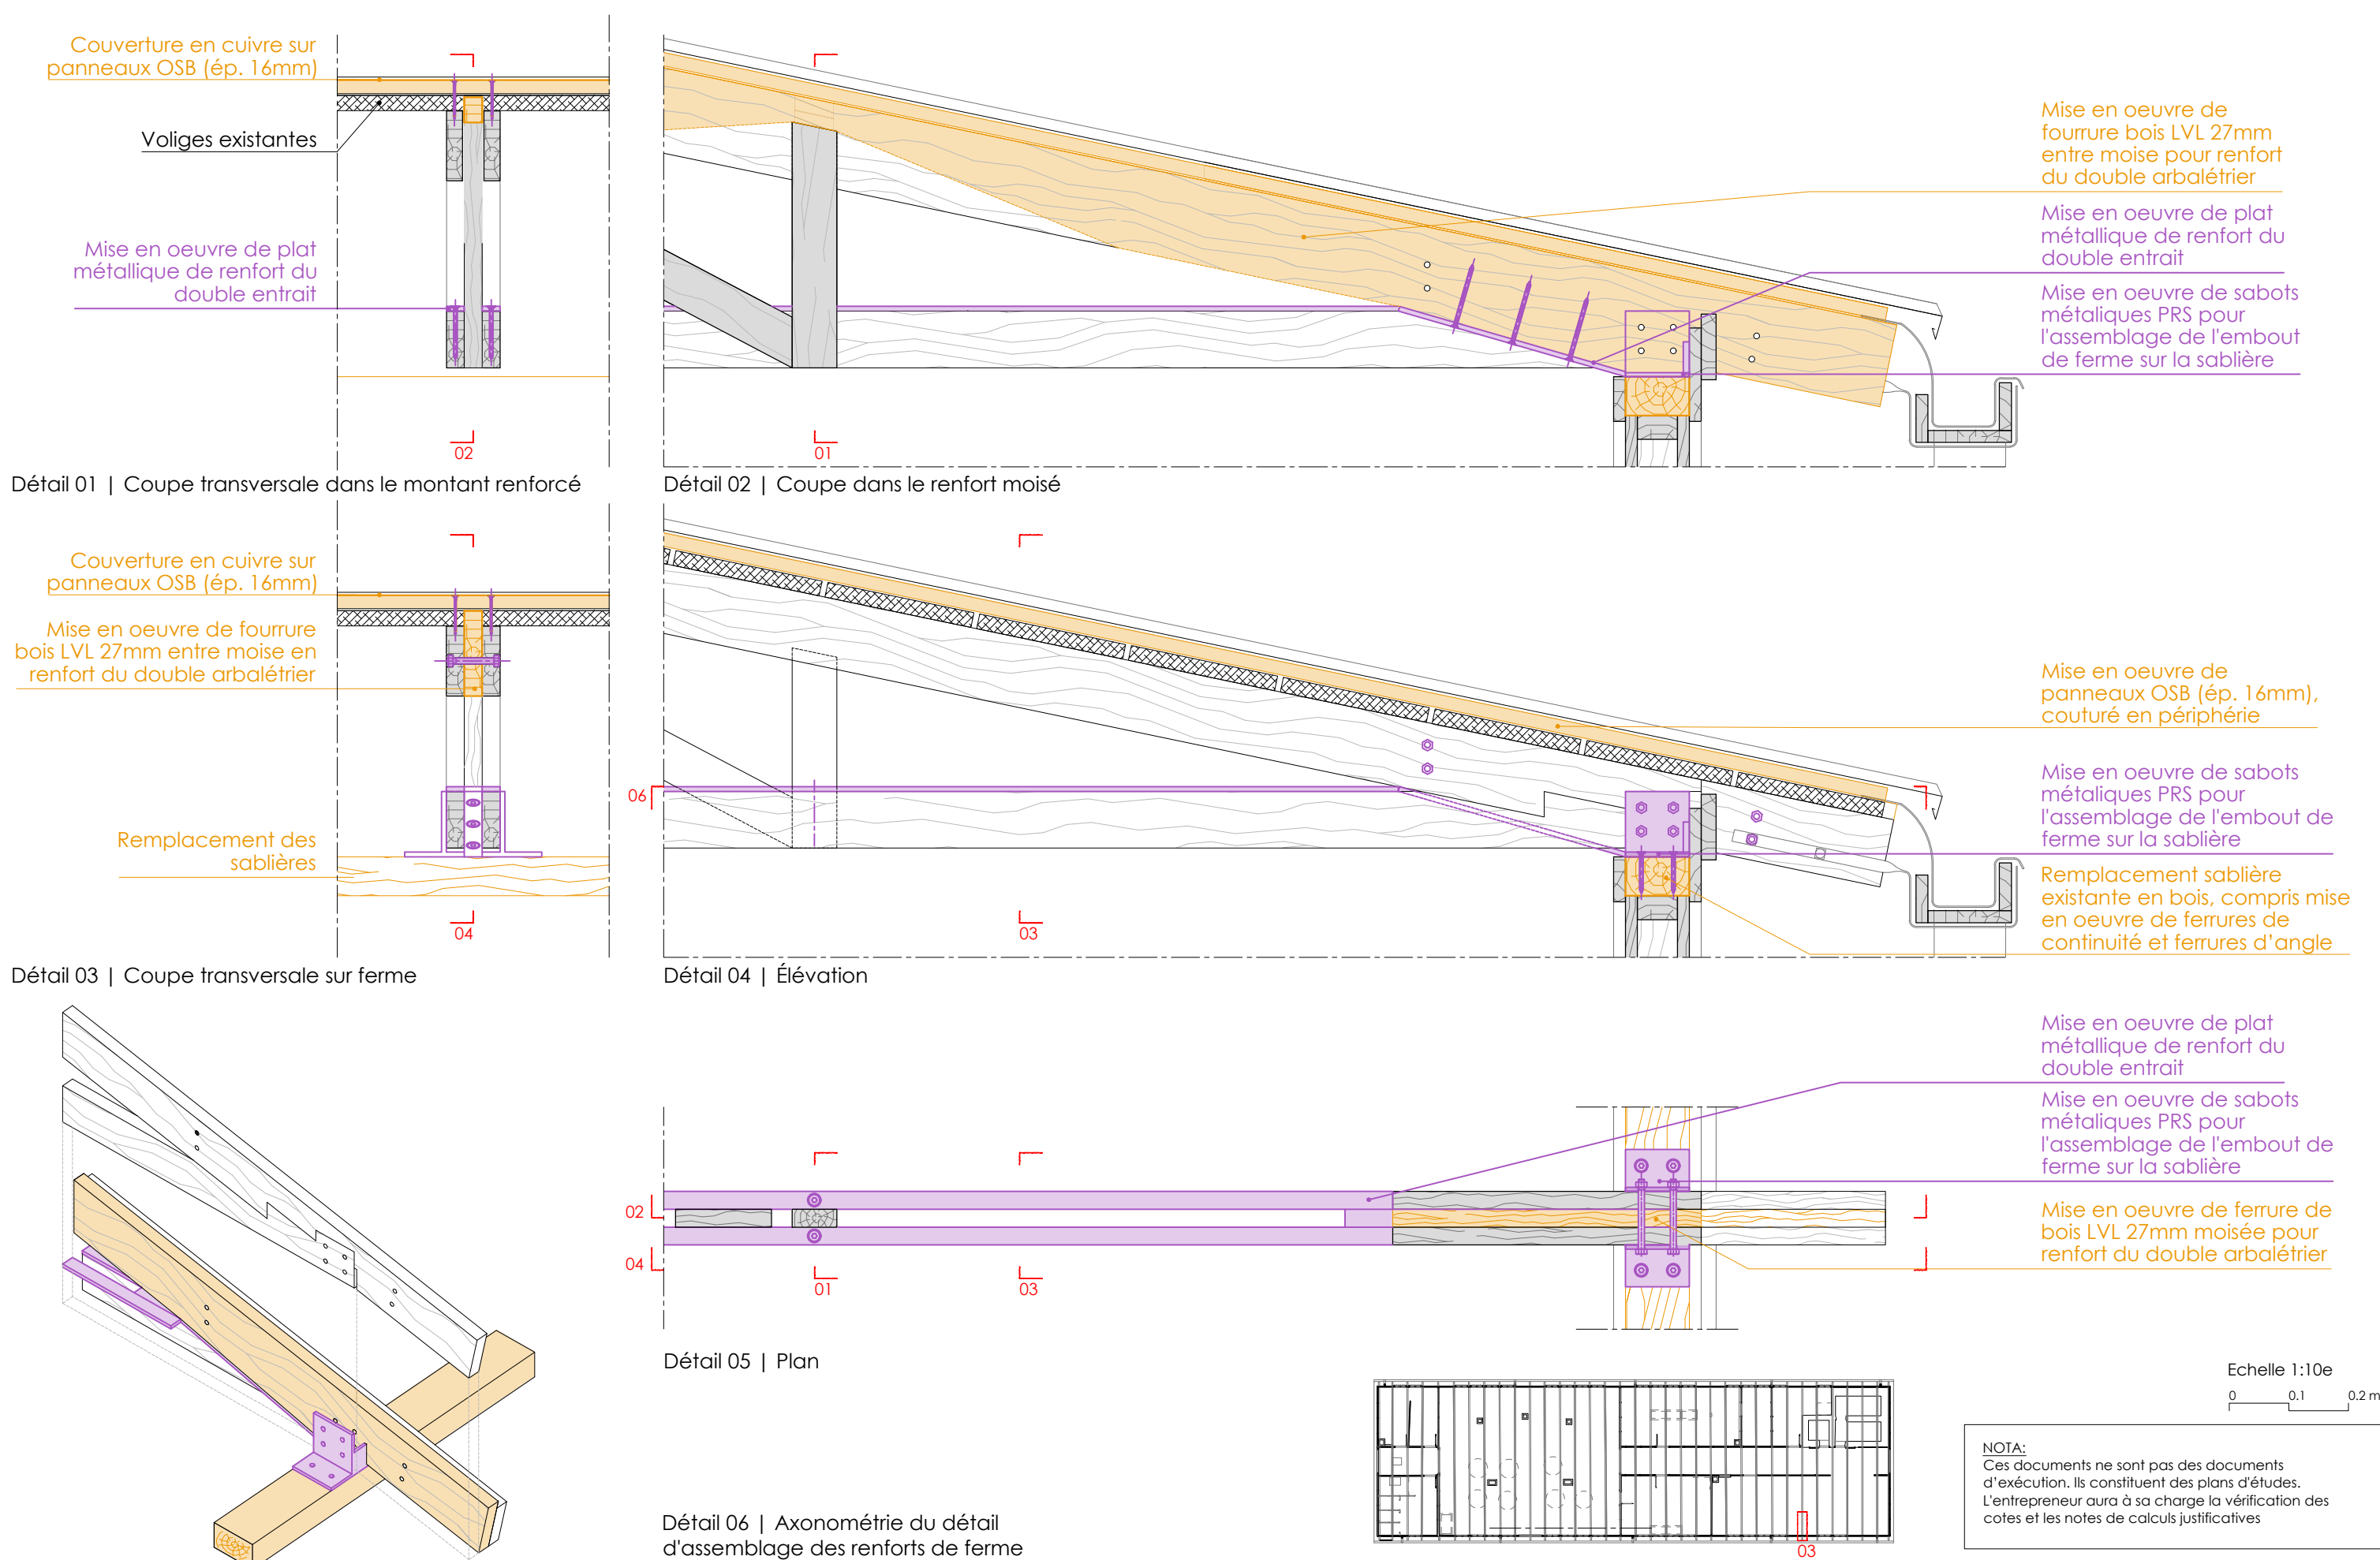 Couverture en cuivre sur
panneaux OSB (ép. 16mm)
Voliges existantes
Mise en oeuvre de plat
métallique de renfort du
double entrait
02
Détail 01 | Coupe transversale dans le montant renforcé
Mise en oeuvre de
fourrure bois LVL 27mm
entre moise pour renfort
du double arbalétrier
Mise en oeuvre de plat
métallique de renfort du
double entrait
Mise en oeuvre de sabots
métaliques PRS pour
l'assemblage de l'embout
de ferme sur la sablière
01
Détail 02 | Coupe dans le renfort moisé
Couverture en cuivre sur
panneaux OSB (ép. 16mm)
Mise en oeuvre de fourrure
bois LVL 27mm entre moise en
renfort du double arbalétrier
Remplacement des
sablières
04
Détail 03 | Coupe transversale sur ferme
06
Mise en oeuvre de
panneaux OSB (ép. 16mm),
couturé en périphérie
Mise en oeuvre de sabots
métaliques PRS pour
l'assemblage de l'embout de
ferme sur la sablière
Remplacement sablière
existante en bois, compris mise
en oeuvre de ferrures de
continuité et ferrures d'angle
03
Détail 04 | Élévation
Mise en oeuvre de plat
métallique de renfort du
double entrait
Mise en oeuvre de sabots
métaliques PRS pour
l'assemblage de l'embout de
ferme sur la sablière
Mise en oeuvre de ferrure de
bois LVL 27mm moisée pour
renfort du double arbalétrier
02
04
01
03
Détail 05 | Plan
Détail 06 | Axonométrie du détail
d'assemblage des renforts de ferme
03
Echelle 1:10e
0 0.1 0.2 m
NOTA:
Ces documents ne sont pas des documents
d'exécution. Ils constituent des plans d'études.
L'entrepreneur aura à sa charge la vérification des
cotes et les notes de calculs justificatives